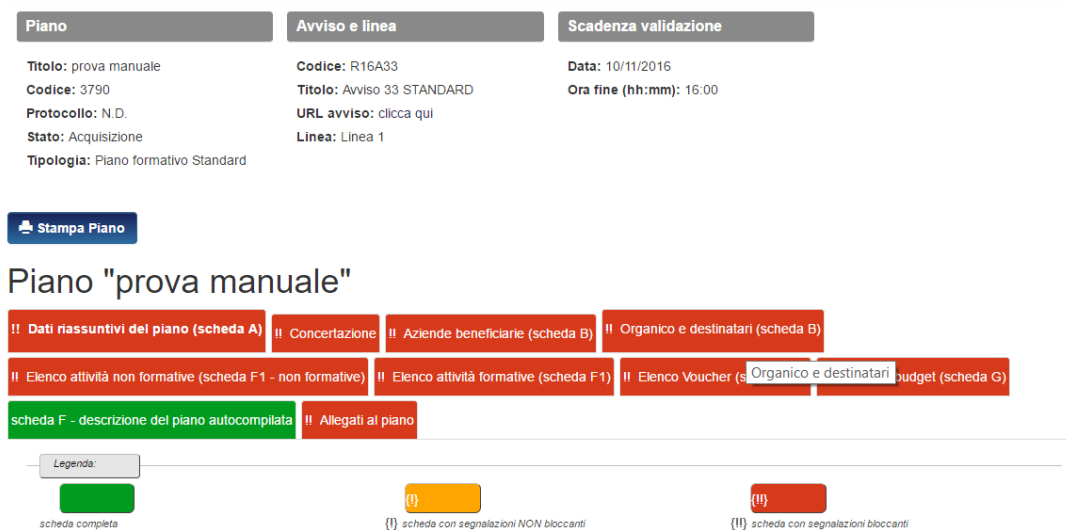 Piano
Avviso e linea
Scadenza validazione
Titolo: prova manuale
Codice: 3790
Protocollo: N.D.
Stato: Acquisizione
Tipologia: Piano formativo Standard
Codice: R16A33
Titolo: Avviso 33 STANDARD
URL avviso: clicca qui
Linea: Linea 1
Data: 10/11/2016
Ora fine (hh:mm): 16:00
Stampa Piano
Piano "prova manuale"
!! Dati riassuntivi del piano (scheda A)
!! Concertazione
!! Aziende beneficiarie (scheda B)
!! Organico e destinatari (scheda B)
!! Elenco attività non formative (scheda F1 - non formative)
!! Elenco attività formative (scheda F1)
!! Elenco Voucher (s
Organico e destinatari
budget (scheda G)
scheda F - descrizione del piano autocompilata
!! Allegati al piano
Legenda:
{!}
{!!}
scheda completa
{!} scheda con segnalazioni NON bloccanti
{!!} scheda con segnalazioni bloccanti